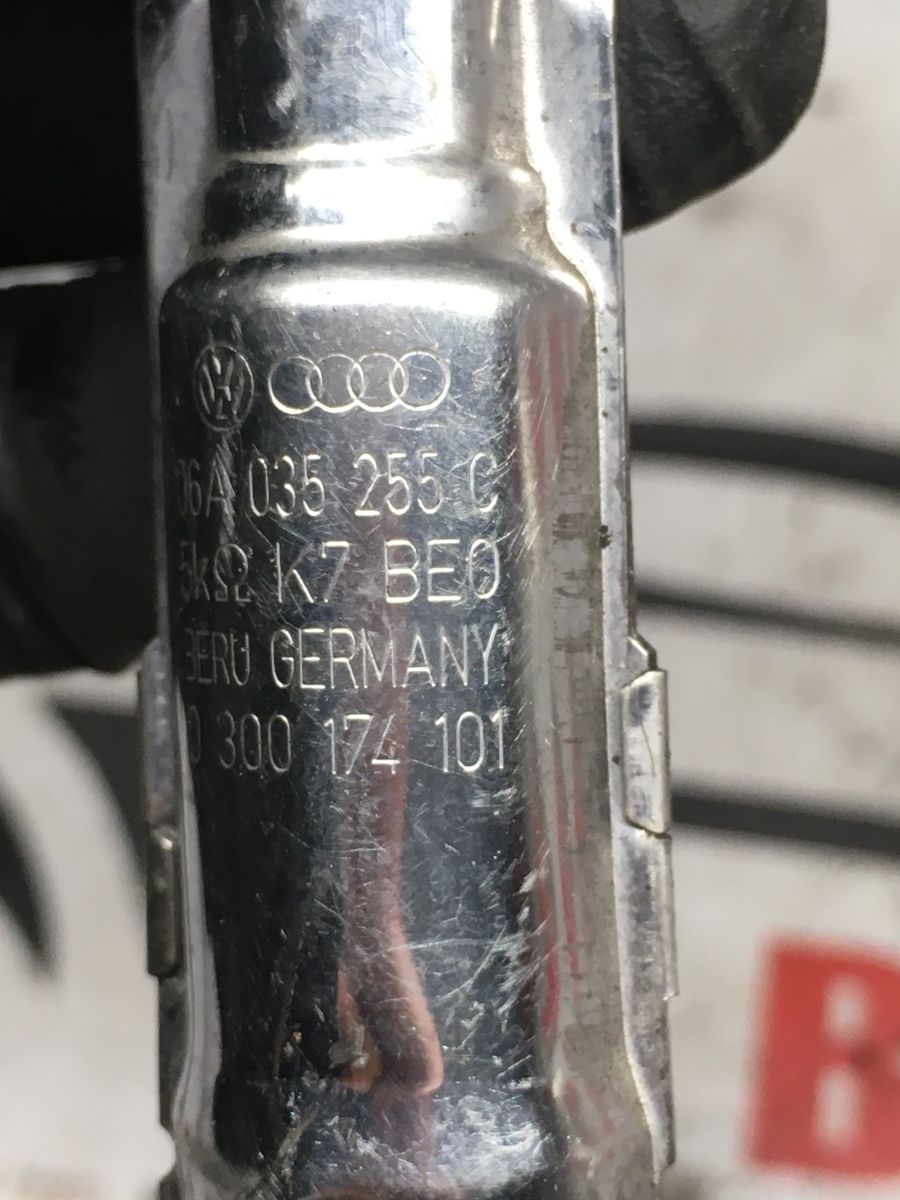 06A 035 255 C
5kΩ K7 BE0
BERU GERMANY
0 300 174 101